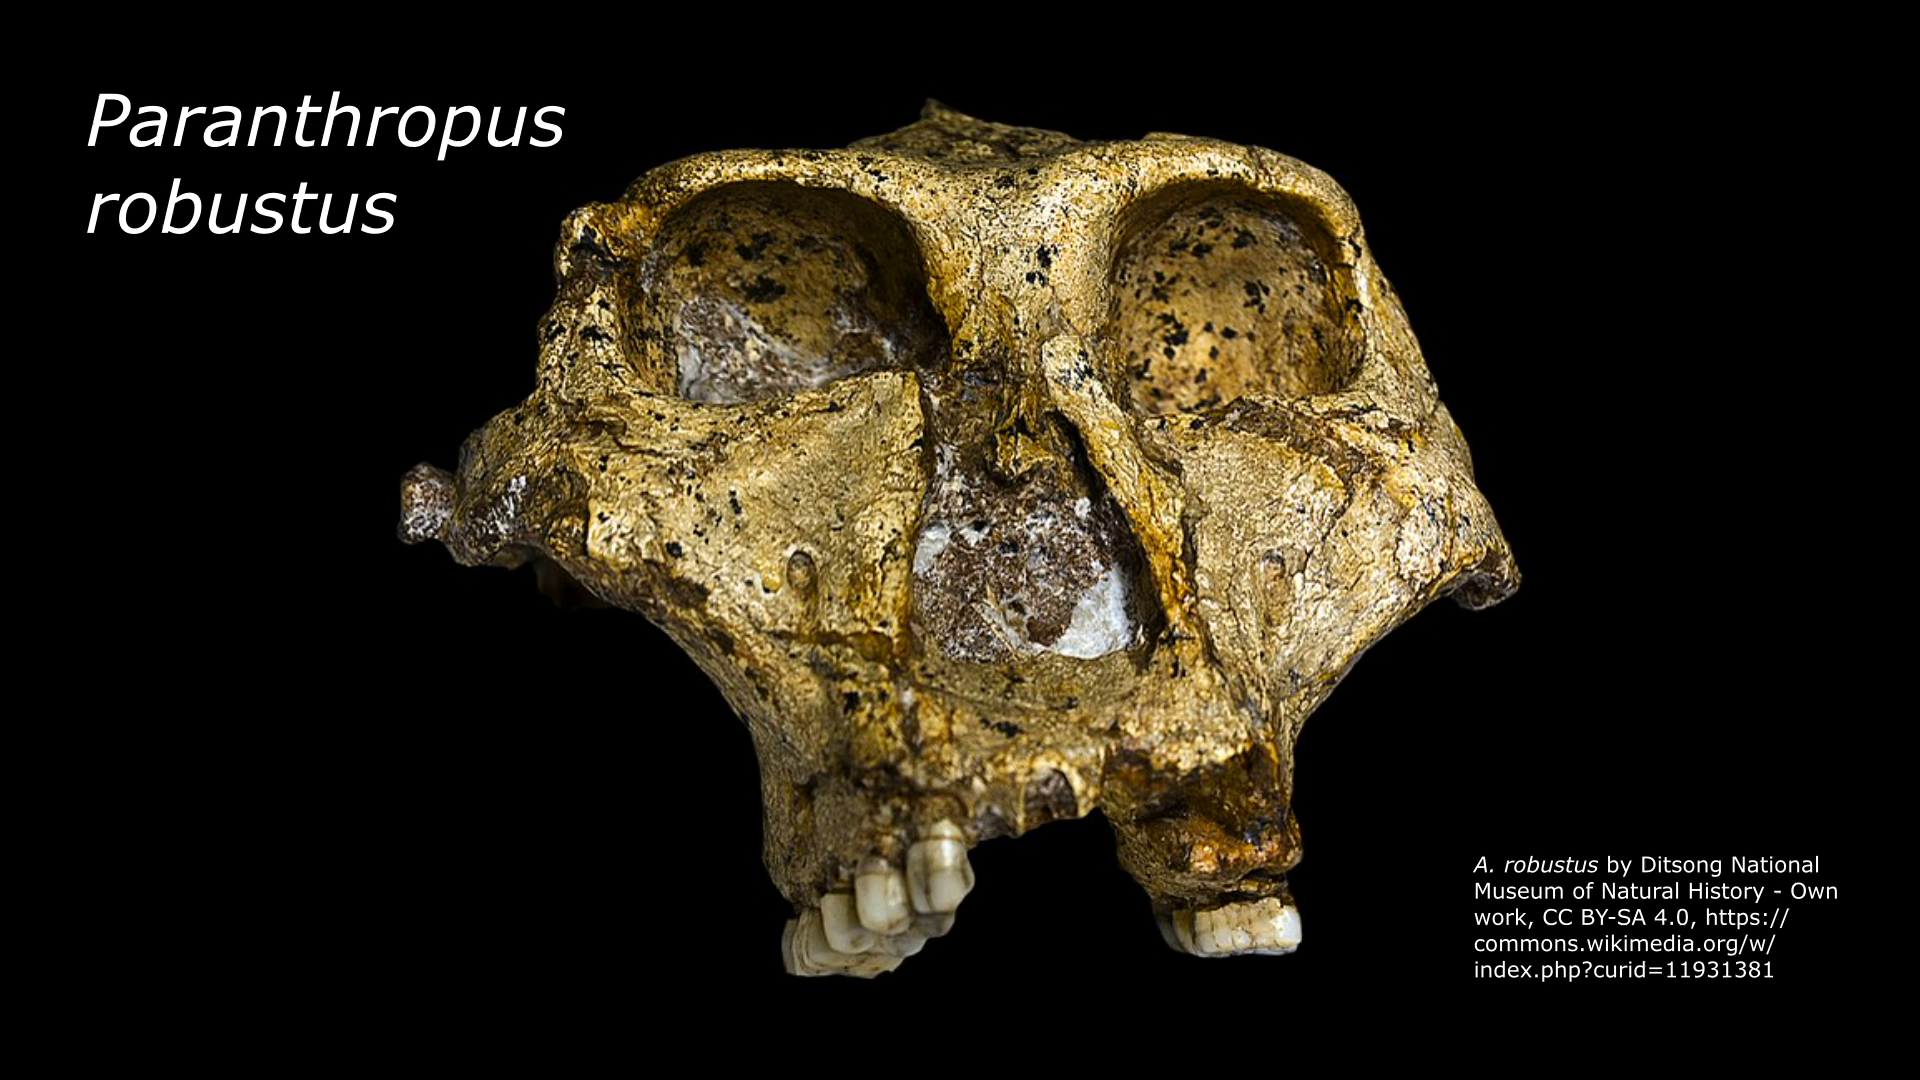 Paranthropus
robustus
A. robustus by Ditsong National
Museum of Natural History - Own
work, CC BY-SA 4.0, https://
commons.wikimedia.org/w/
index.php?curid=11931381